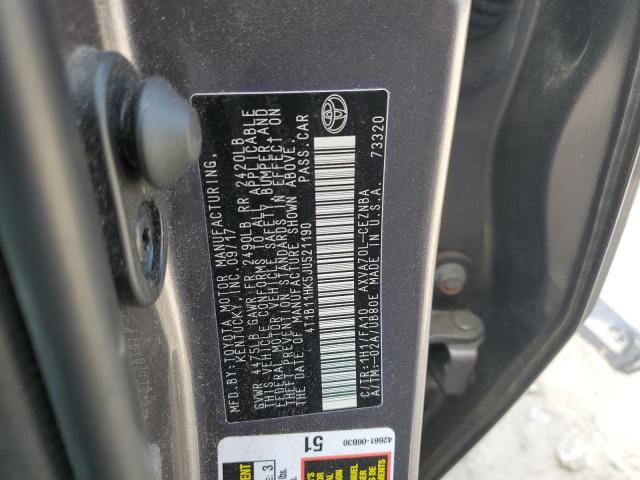 MFD.BY:TOYOTA MOTOR MANUFACTURING,
KENTUCKY, INC. 09/17
GVWR 4475LB GAWR FR 2490LB RR 2420LB
THIS VEHICLE CONFORMS TO ALL APPLICABLE
FEDERAL MOTOR VEHICLE SAFETY, BUMPER, AND
THEFT PREVENTION STANDARDS IN EFFECT ON
THE DATE OF MANUFACTURE SHOWN ABOVE.
4T1B11HK5JU521190 PASS.CAR
C/TR:1H1/FA10 AXVA70L-CEZNBA
A/TM:-02A/UB80E MADE IN U.S.A. 73320
51
42661-06B30